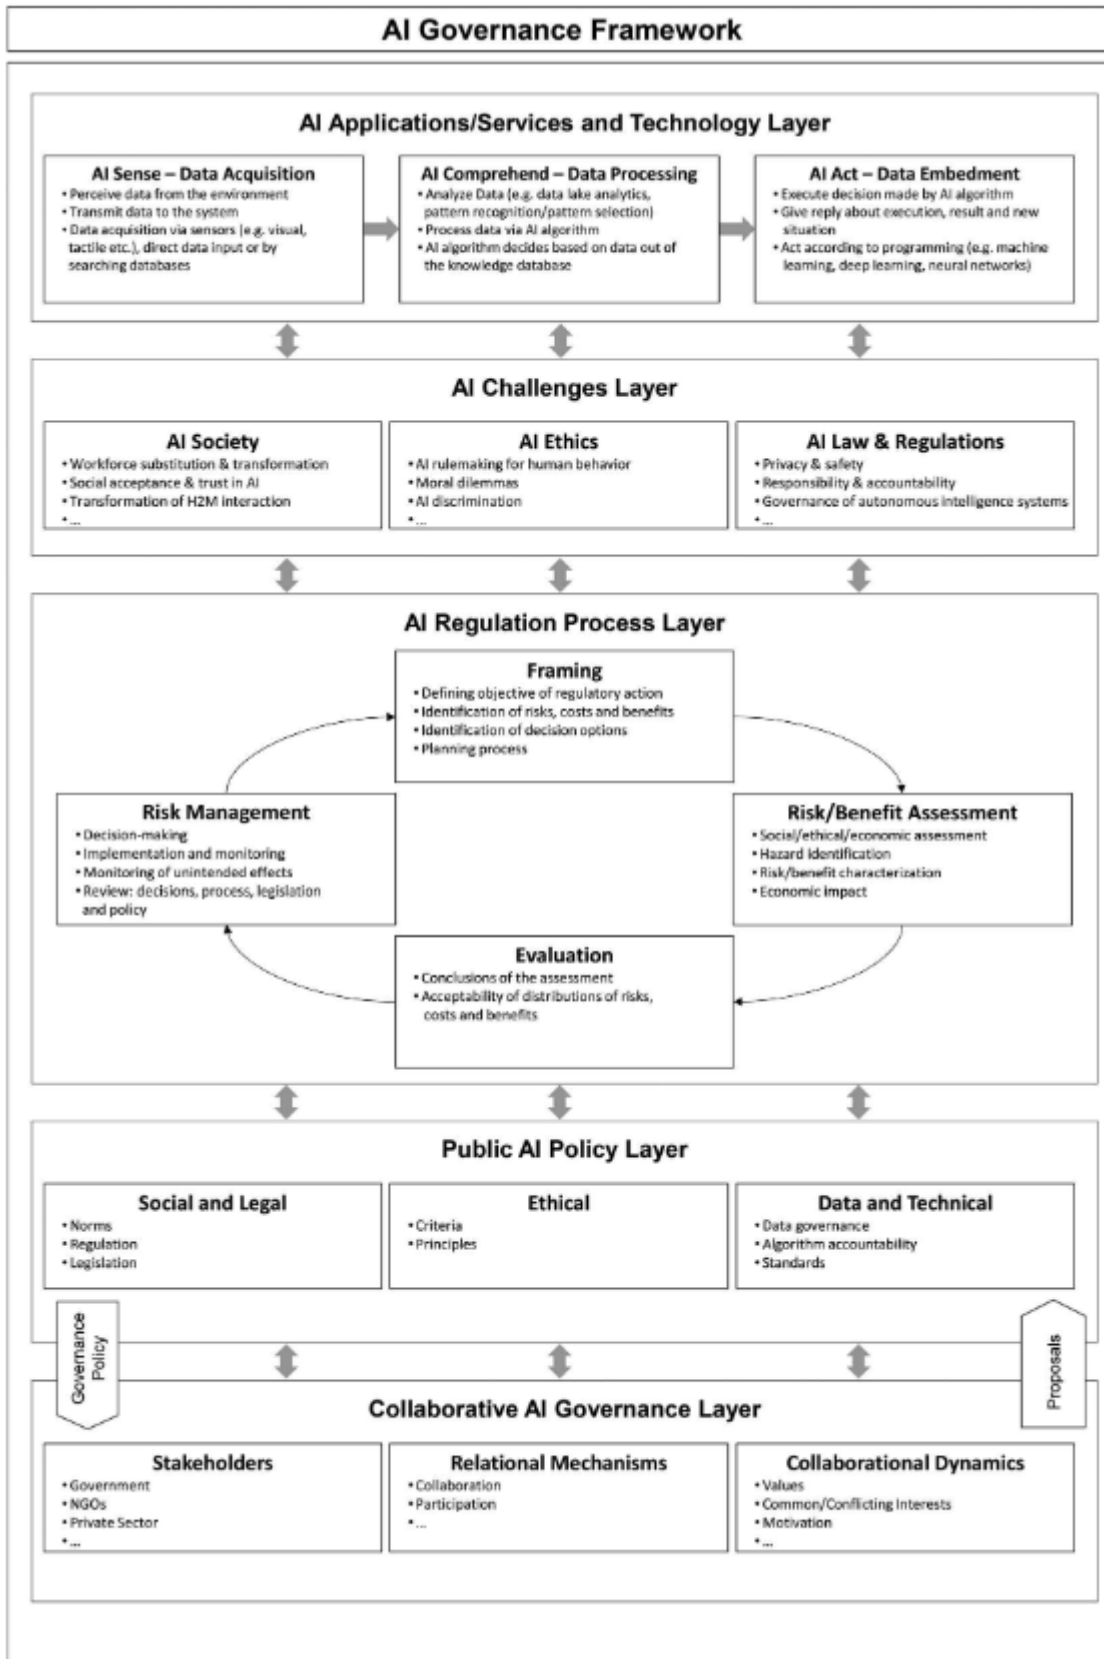 AI Governance Framework
AI Applications/Services and Technology Layer
AI Sense – Data Acquisition
• Perceive data from the environment
• Transmit data to the system
• Data acquisition via sensors (e.g. visual,
tactile etc.), direct data input or by
searching databases
AI Comprehend – Data Processing
• Analyze Data (e.g. data lake analytics,
pattern recognition/pattern selection)
• Process data via AI algorithm
• AI algorithm decides based on data out of
the knowledge database
AI Act – Data Embedment
• Execute decision made by AI algorithm
• Give reply about execution, result and new
situation
• Act according to programming (e.g. machine
learning, deep learning, neural networks)
AI Challenges Layer
AI Society
• Workforce substitution & transformation
• Social acceptance & trust in AI
• Transformation of H2M interaction
• ...
AI Ethics
• AI rulemaking for human behavior
• Moral dilemmas
• AI discrimination
• ...
AI Law & Regulations
• Privacy & safety
• Responsibility & accountability
• Governance of autonomous intelligence systems
• ...
AI Regulation Process Layer
Framing
• Defining objective of regulatory action
• Identification of risks, costs and benefits
• Identification of decision options
• Planning process
Risk Management
• Decision-making
• Implementation and monitoring
• Monitoring of unintended effects
• Review: decisions, process, legislation
and policy
Risk/Benefit Assessment
• Social/ethical/economic assessment
• Hazard identification
• Risk/benefit characterization
• Economic impact
Evaluation
• Conclusions of the assessment
• Acceptability of distributions of risks,
costs and benefits
Public AI Policy Layer
Social and Legal
• Norms
• Regulation
• Legislation
Ethical
• Criteria
• Principles
Data and Technical
• Data governance
• Algorithm accountability
• Standards
Governance
Policy
Proposals
Collaborative AI Governance Layer
Stakeholders
• Government
• NGOs
• Private Sector
• ...
Relational Mechanisms
• Collaboration
• Participation
• ...
Collaborational Dynamics
• Values
• Common/Conflicting Interests
• Motivation
• ...